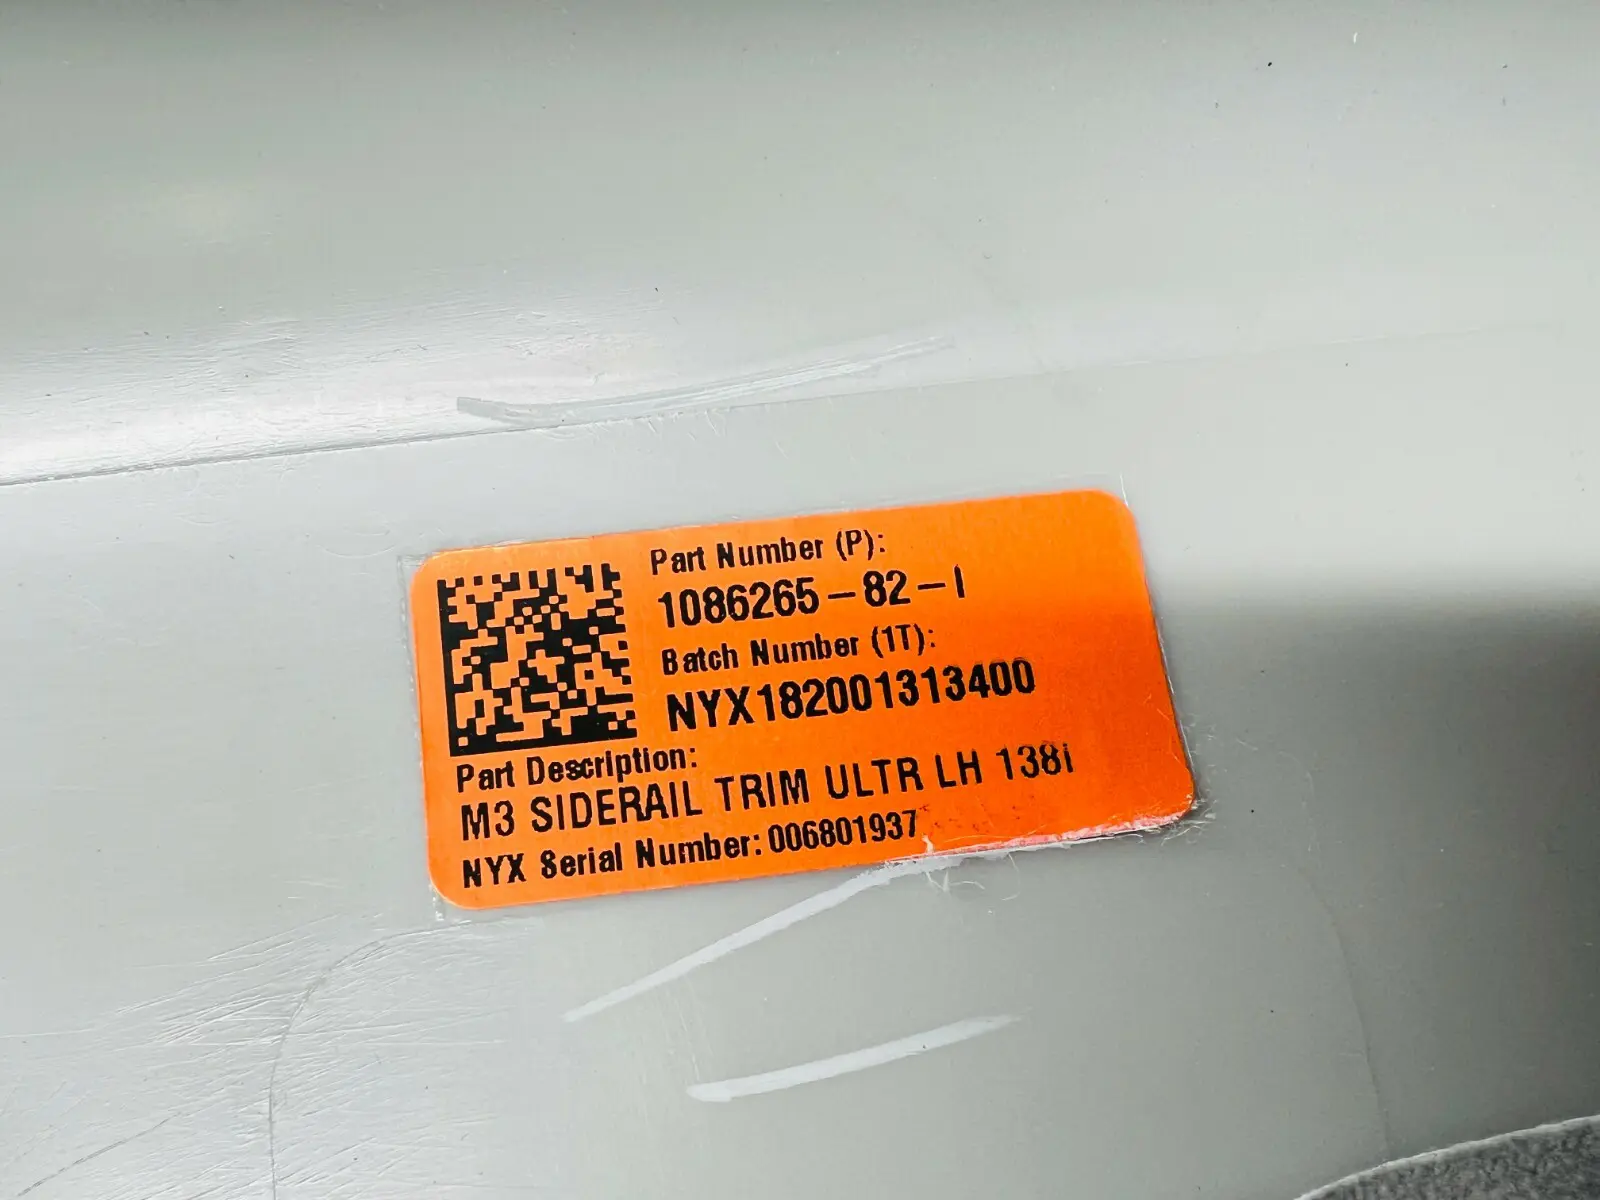 Part Number (P):
1086265-82-I
Batch Number (1T):
NYX182001313400
Part Description:
M3 SIDERAIL TRIM ULTR LH 138i
NYX Serial Number: 006801937